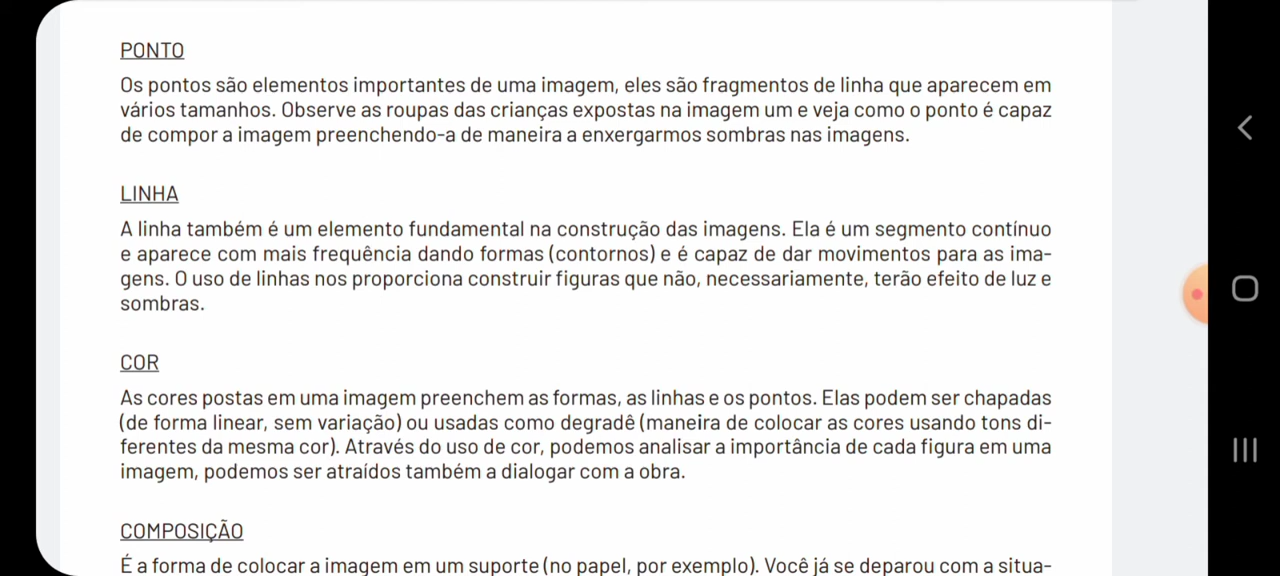 PONTO
Os pontos são elementos importantes de uma imagem, eles são fragmentos de linha que aparecem em
vários tamanhos. Observe as roupas das crianças expostas na imagem um e veja como o ponto é capaz
de compor a imagem preenchendo-a de maneira a enxergarmos sombras nas imagens.
LINHA
A linha também é um elemento fundamental na construção das imagens. Ela é um segmento contínuo
e aparece com mais frequência dando formas (contornos) e é capaz de dar movimentos para as ima-
gens. O uso de linhas nos proporciona construir figuras que não, necessariamente, terão efeito de luz e
sombras.
COR
As cores postas em uma imagem preenchem as formas, as linhas e os pontos. Elas podem ser chapadas
(de forma linear, sem variação) ou usadas como degradê (maneira de colocar as cores usando tons di-
ferentes da mesma cor). Através do uso de cor, podemos analisar a importância de cada figura em uma
imagem, podemos ser atraídos também a dialogar com a obra.
COMPOSIÇÃO
É a forma de colocar a imagem em um suporte (no papel, por exemplo). Você já se deparou com a situa-